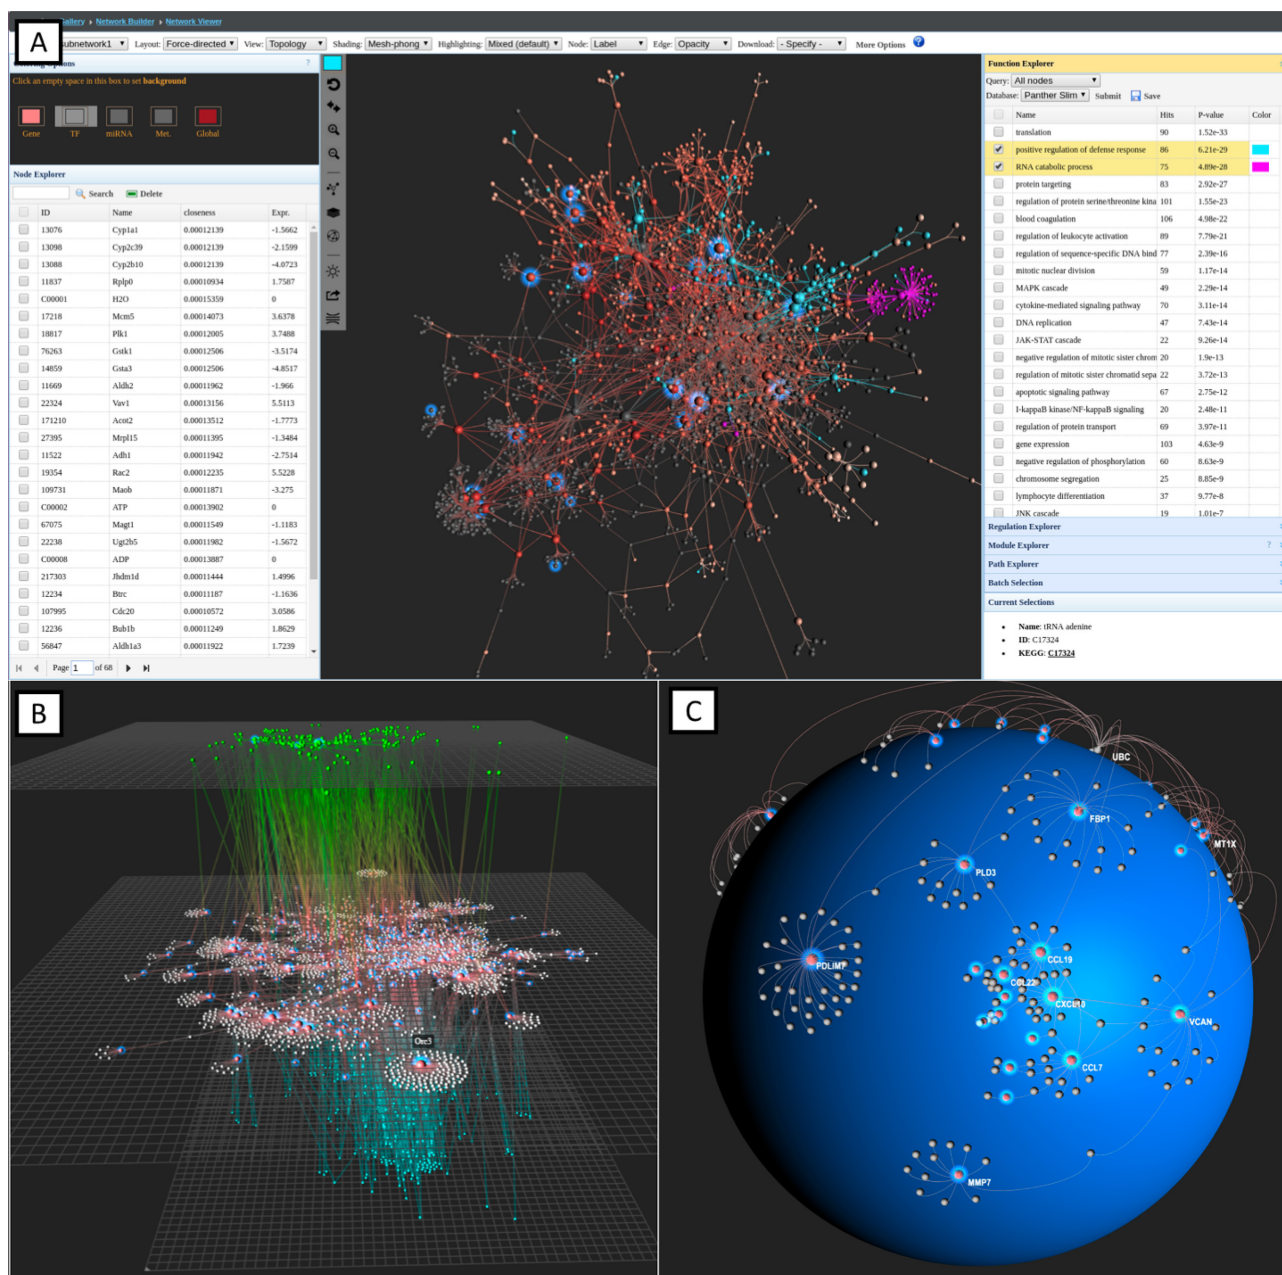 A
Gallery ▸ Network Builder ▸ Network Viewer
subnetwork1 Layout: Force-directed View: Topology Shading: Mesh-phong Highlighting: Mixed (default) Node: Label Edge: Opacity Download: - Specify - More Options ?
Options ?
Click an empty space in this box to set background
Gene TF miRNA Met. Global
Node Explorer
Search Delete
ID Name closeness Expr.
13076 Cyp1a1 0.00012139 -1.5662
13098 Cyp2c39 0.00012139 -2.1599
13088 Cyp2b10 0.00012139 -4.0723
11837 Rplp0 0.00010934 1.7587
C00001 H2O 0.00015359 0
17218 Mcm5 0.00014073 3.6378
18817 Plk1 0.00012005 3.7488
76263 Gstk1 0.00012506 -3.5174
14859 Gsta3 0.00012506 -4.8517
11669 Aldh2 0.00011962 -1.966
22324 Vav1 0.00013156 5.5113
171210 Acot2 0.00013512 -1.7773
27395 Mrpl15 0.00011395 -1.3484
11522 Adh1 0.00011942 -2.7514
19354 Rac2 0.00012235 5.5228
109731 Maob 0.00011871 -3.275
C00002 ATP 0.00013902 0
67075 Magt1 0.00011549 -1.1183
22238 Ugt2b5 0.00011982 -1.5672
C00008 ADP 0.00013887 0
217303 Jhdm1d 0.00011444 1.4996
12234 Btrc 0.00011187 -1.1636
107995 Cdc20 0.00010572 3.0586
12236 Bub1b 0.00011249 1.8629
56847 Aldh1a3 0.00011922 1.7239
Page 1 of 68
Function Explorer
Query: All nodes
Database: Panther Slim Submit Save
Name Hits P-value Color
translation 90 1.52e-33
positive regulation of defense response 86 6.21e-29
RNA catabolic process 75 4.89e-28
protein targeting 83 2.92e-27
regulation of protein serine/threonine kina 101 1.55e-23
blood coagulation 106 4.98e-22
regulation of leukocyte activation 89 7.79e-21
regulation of sequence-specific DNA bind 77 2.39e-16
mitotic nuclear division 59 1.17e-14
MAPK cascade 49 2.29e-14
cytokine-mediated signaling pathway 70 3.11e-14
DNA replication 47 7.43e-14
JAK-STAT cascade 22 9.26e-14
negative regulation of mitotic sister chrom 20 1.9e-13
regulation of mitotic sister chromatid sepa 22 3.72e-13
apoptotic signaling pathway 67 2.75e-12
I-kappaB kinase/NF-kappaB signaling 20 2.48e-11
regulation of protein transport 69 3.97e-11
gene expression 103 4.63e-9
negative regulation of phosphorylation 60 8.63e-9
chromosome segregation 25 8.85e-9
lymphocyte differentiation 37 9.77e-8
JNK cascade 19 1.01e-7
Regulation Explorer
Module Explorer ?
Path Explorer
Batch Selection
Current Selections
• Name: tRNA adenine
• ID: C17324
• KEGG: C17324
B
Orc3
C
UBC
FBP1
MT1X
PLD3
CCL19
PDLIM7
CCL22
CXCL10
VCAN
CCL7
MMP7